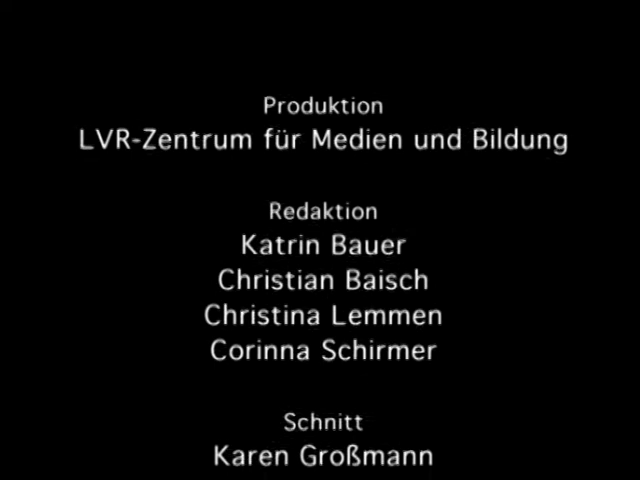 Produktion
LVR-Zentrum für Medien und Bildung
Redaktion
Katrin Bauer
Christian Baisch
Christina Lemmen
Corinna Schirmer
Schnitt
Karen Großmann